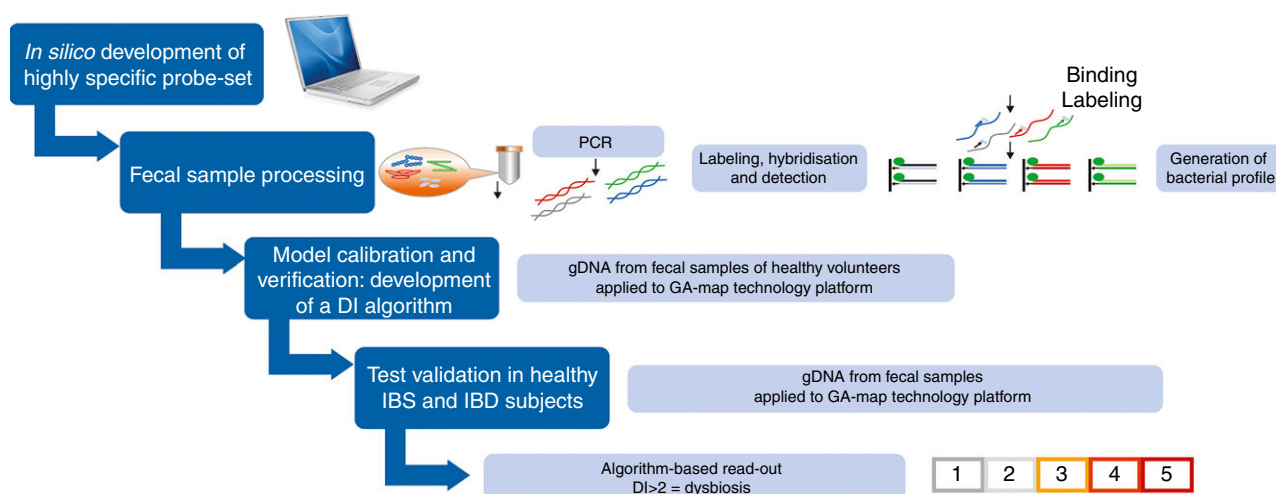 In silico development of
highly specific probe-set
Binding
Labeling
Fecal sample processing
PCR
Labeling, hybridisation
and detection
Generation of
bacterial profile
Model calibration and
verification: development
of a DI algorithm
gDNA from fecal samples of healthy volunteers
applied to GA-map technology platform
Test validation in healthy
IBS and IBD subjects
gDNA from fecal samples
applied to GA-map technology platform
Algorithm-based read-out
DI>2 = dysbiosis
1 2 3 4 5